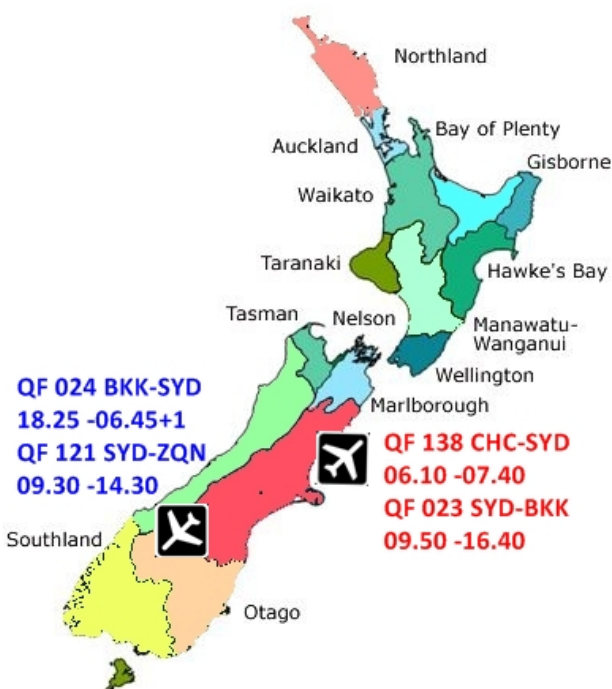 Northland
Auckland
Bay of Plenty
Gisborne
Waikato
Taranaki
Hawke's Bay
Tasman
Nelson
Manawatu-
Wanganui
Wellington
Marlborough
QF 024 BKK-SYD
18.25 -06.45+1
QF 121 SYD-ZQN
09.30 -14.30
QF 138 CHC-SYD
06.10 -07.40
QF 023 SYD-BKK
09.50 -16.40
Southland
Otago